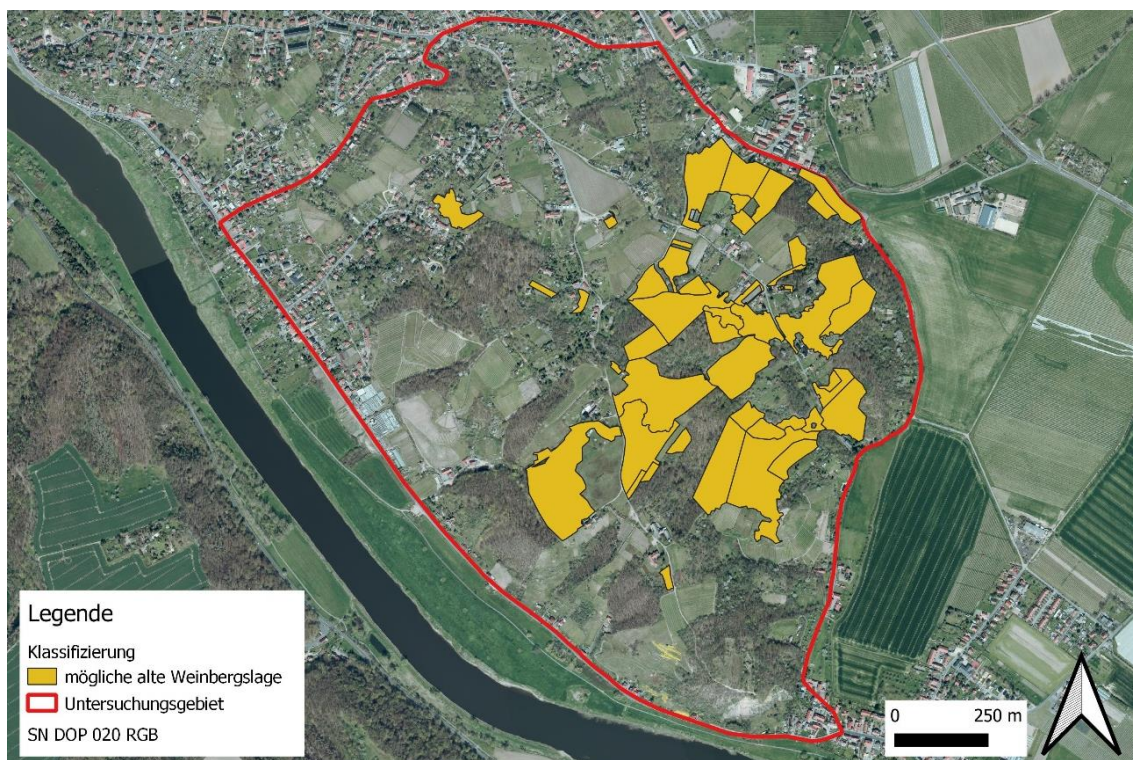 Legende
Klassifizierung
mögliche alte Weinbergslage
Untersuchungsgebiet
SN DOP 020 RGB
0 250 m